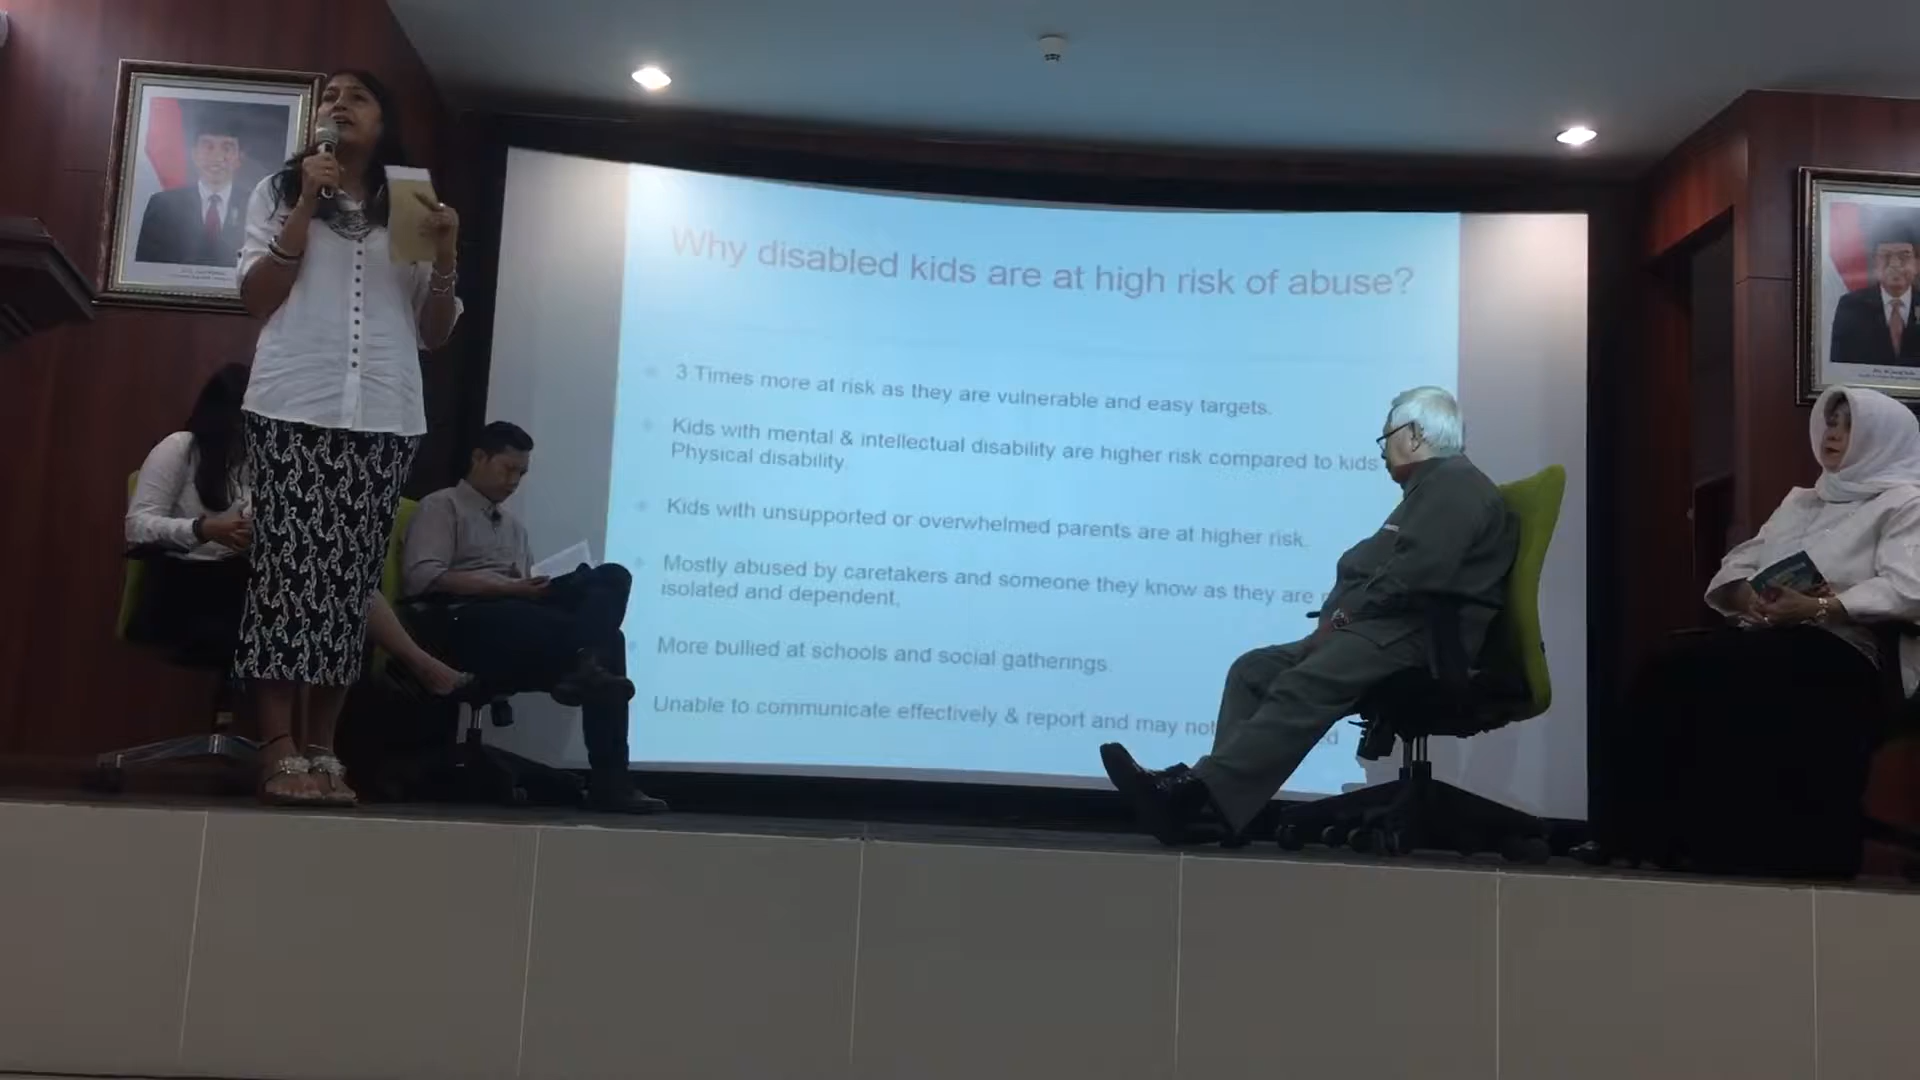 Why disabled kids are at high risk of abuse?
3 Times more at risk as they are vulnerable and easy targets.
Kids with mental & intellectual disability are higher risk compared to kids
Physical disability.
Kids with unsupported or overwhelmed parents are at higher risk.
Mostly abused by caretakers and someone they know as they are
isolated and dependent.
More bullied at schools and social gatherings.
Unable to communicate effectively & report and may not